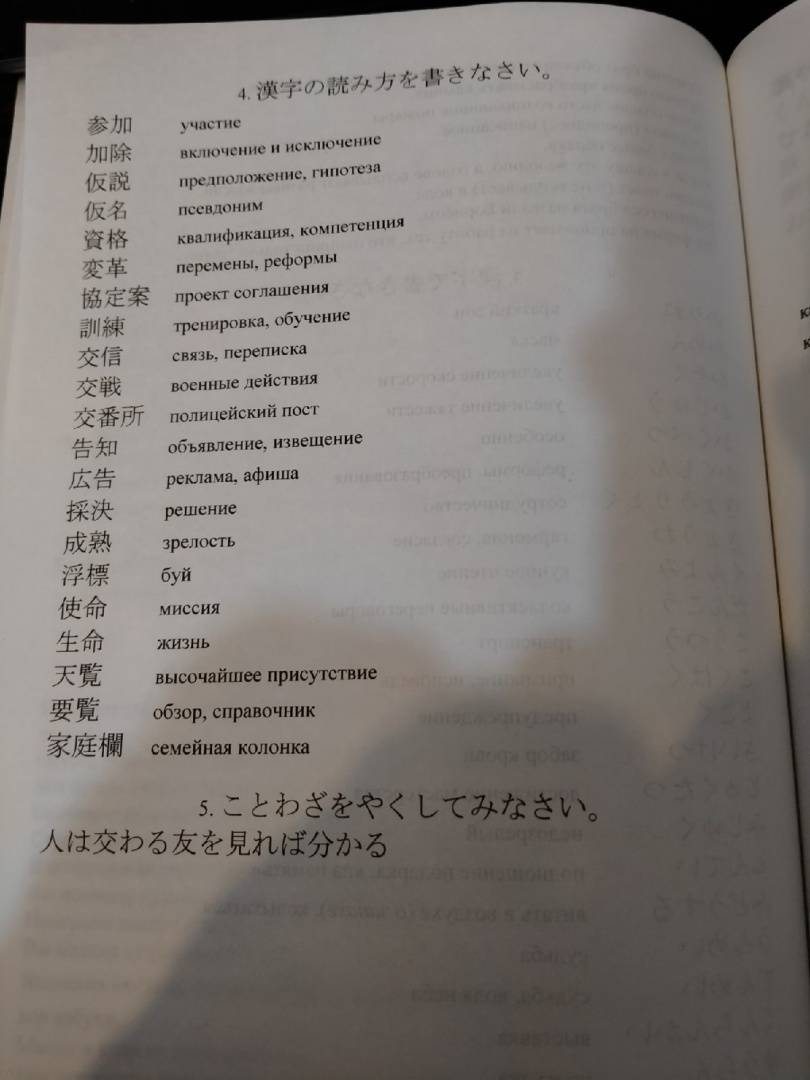 4. 漢字の読み方を書きなさい。
参加 участие
加除 включение и исключение
仮説 предположение, гипотеза
仮名 псевдоним
資格 квалификация, компетенция
変革 перемены, реформы
協定案 проект соглашения
訓練 тренировка, обучение
交信 связь, переписка
交戦 военные действия
交番所 полицейский пост
告知 объявление, извещение
広告 реклама, афиша
採決 решение
成熟 зрелость
浮標 буй
使命 миссия
生命 жизнь
天覧 высочайшее присутствие
要覧 обзор, справочник
家庭欄 семейная колонка
5. ことわざをやくしてみなさい。
人は交わる友を見れば分かる